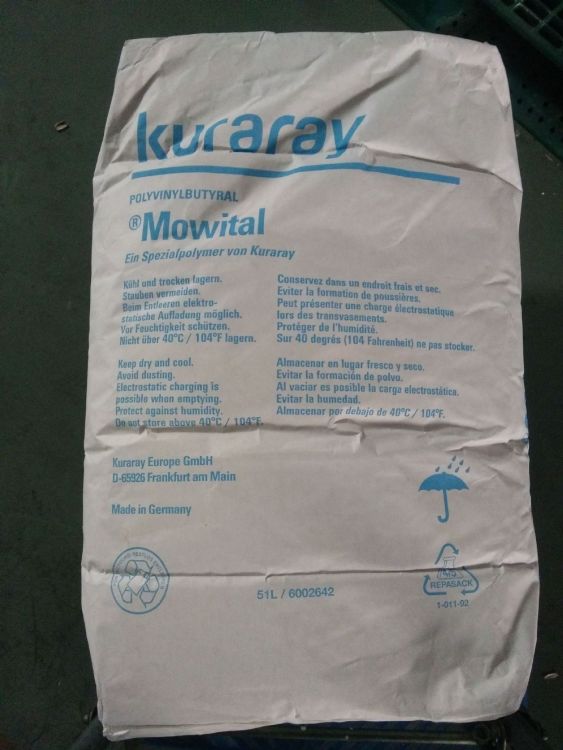 kuraray
POLYVINYLBUTYRAL
®Mowital
Ein Spezialpolymer von Kuraray
Kühl und trocken lagern.
Stauben vermeiden.
Beim Entleeren elektro-
statische Aufladung möglich.
Vor Feuchtigkeit schützen.
Nicht über 40°C / 104°F lagern.
Conservez dans un endroit frais et sec.
Eviter la formation de poussières.
Peut présenter une charge électrostatique
lors des transvasements.
Protéger de l'humidité.
Sur 40 degrés (104 Fahrenheit) ne pas stocker.
Keep dry and cool.
Avoid dusting.
Electrostatic charging is
possible when emptying.
Protect against humidity.
Do not store above 40°C / 104°F.
Almacenar en lugar fresco y seco.
Evitar la formación de polvo.
Al vaciar es posible la carga electrostática.
Evitar la humedad.
Almacenar por debajo de 40°C / 104°F.
Kuraray Europe GmbH
D-65926 Frankfurt am Main
Made in Germany
51L / 6002642
REPASACK
1-011-92